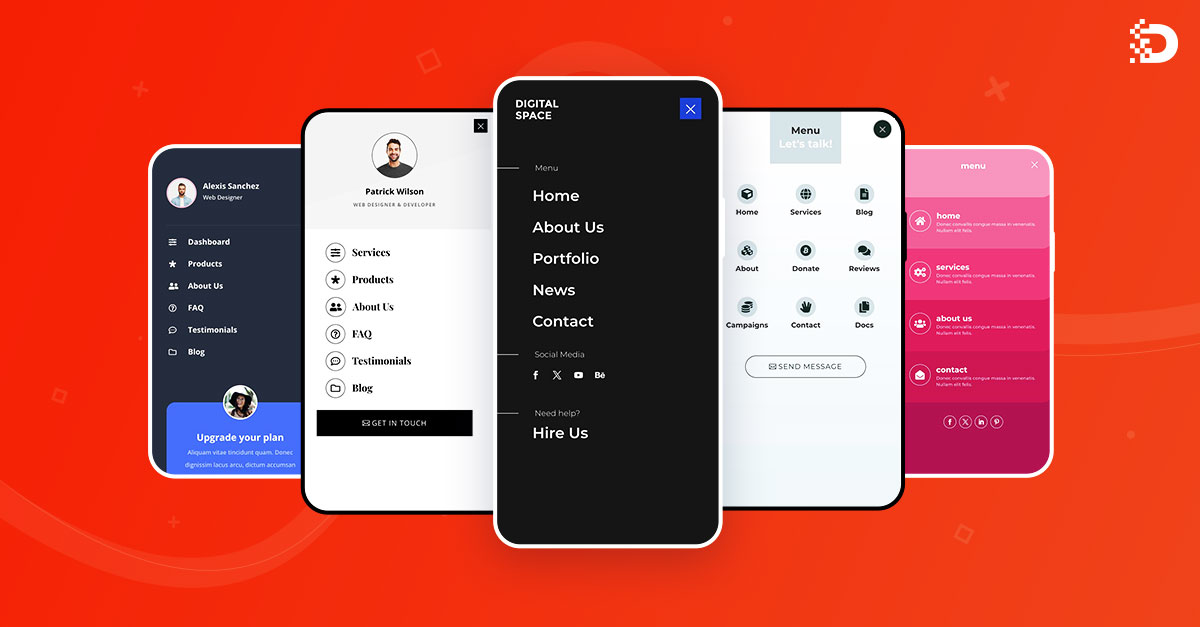 Alexis Sanchez
Web Designer
Dashboard
Products
About Us
FAQ
Testimonials
Blog
Upgrade your plan
Aliquam vitae tincidunt quam. Donec
digressim lacus arcu, dictum accumsan
Patrick Wilson
WEB DESIGNER & DEVELOPER
Services
Products
About Us
FAQ
Testimonials
Blog
GET IN TOUCH
DIGITAL
SPACE
Menu
Home
About Us
Portfolio
News
Contact
Social Media
Bē
Need help?
Hire Us
Menu
Let's talk!
Home
Services
Blog
About
Donate
Reviews
Campaigns
Contact
Docs
SEND MESSAGE
menu
home
Donec convallis congue massa in venenatis.
Nullam elit felis.
services
Donec convallis congue massa in venenatis.
Nullam elit felis.
about us
Donec convallis congue massa in venenatis.
Nullam elit felis.
contact
Donec convallis congue massa in venenatis.
Nullam elit felis.